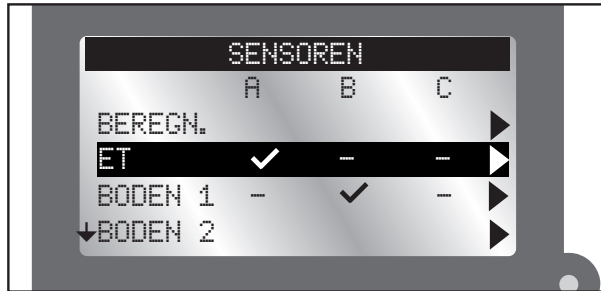 SENSOREN
A B C
BEREGN.
ET ✓ – –
BODEN 1 – ✓ –
BODEN 2